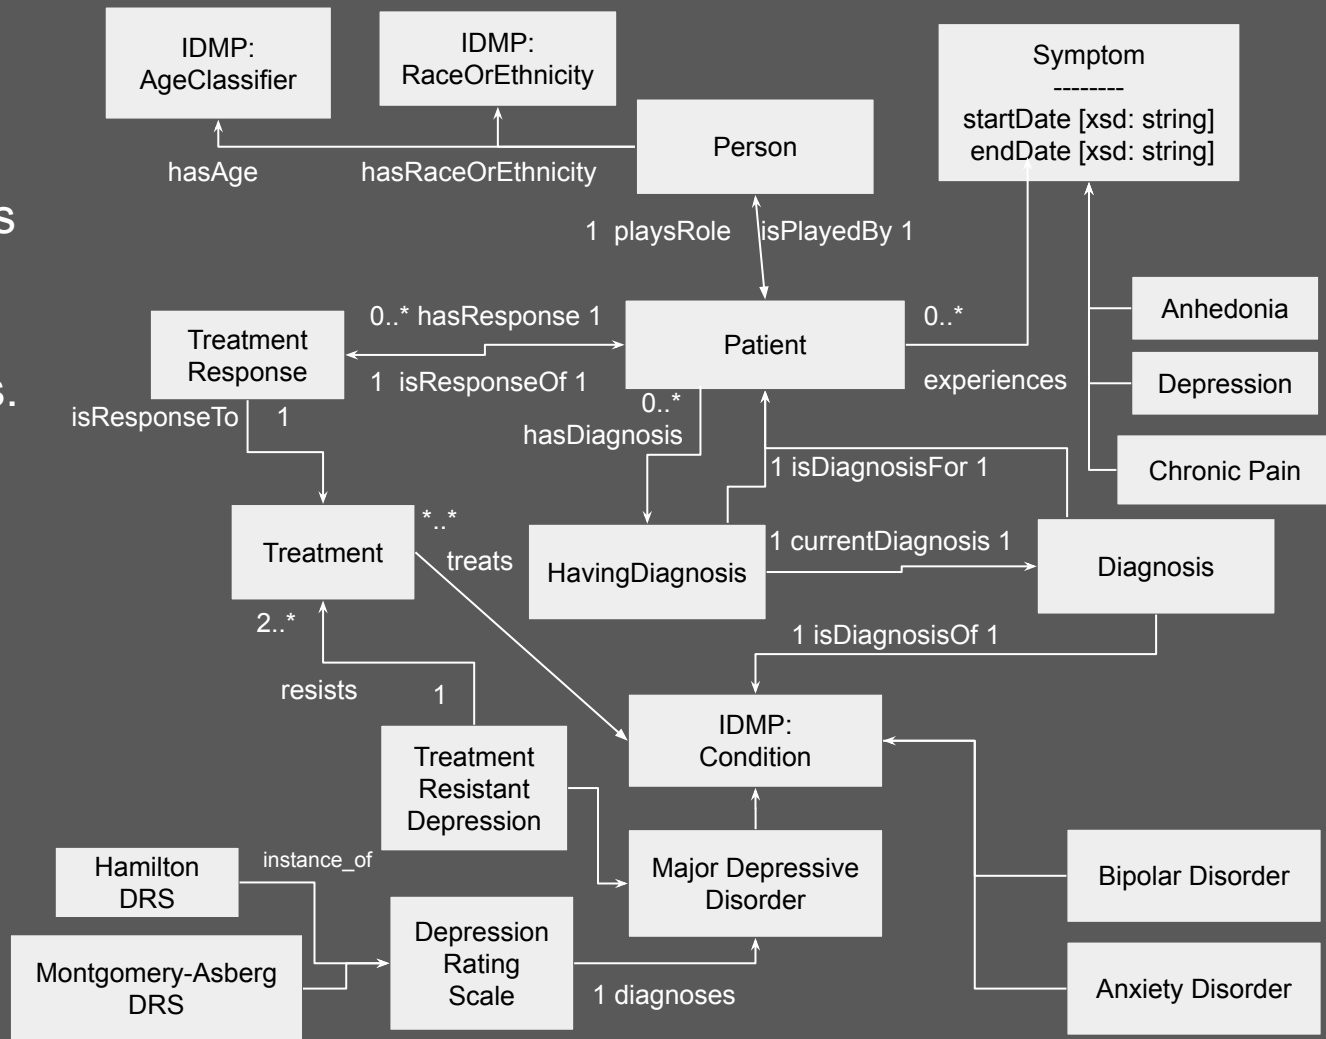 IDMP:
AgeClassifier
IDMP:
RaceOrEthnicity
Symptom
--------
startDate [xsd: string]
endDate [xsd: string]
Person
hasAge
hasRaceOrEthnicity
s
1 playsRole
isPlayedBy 1
Anhedonia
0..* hasResponse 1
0..*
Treatment
Response
Patient
1 isResponseOf 1
experiences
Depression
s.
isResponseTo
1
0..*
hasDiagnosis
1 isDiagnosisFor 1
Chronic Pain
*..*
treats
Treatment
HavingDiagnosis
1 currentDiagnosis 1
Diagnosis
2..*
1 isDiagnosisOf 1
resists
1
IDMP:
Condition
Treatment
Resistant
Depression
Hamilton
DRS
instance_of
Major Depressive
Disorder
Bipolar Disorder
Depression
Rating
Scale
Montgomery-Asberg
DRS
1 diagnoses
Anxiety Disorder